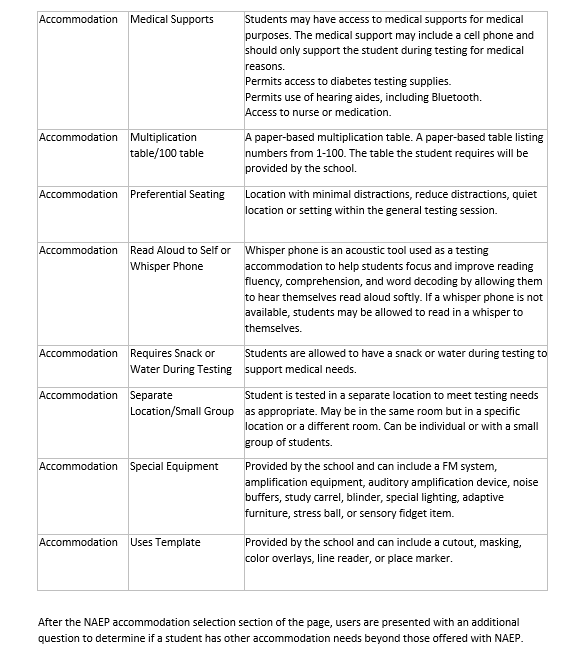 Accommodation Medical Supports Students may have access to medical supports for medical
purposes. The medical support may include a cell phone and
should only support the student during testing for medical
reasons.
Permits access to diabetes testing supplies.
Permits use of hearing aides, including Bluetooth.
Access to nurse or medication.
Accommodation Multiplication A paper-based multiplication table. A paper-based table listing
table/100 table numbers from 1-100. The table the student requires will be
provided by the school.
Accommodation Preferential Seating Location with minimal distractions, reduce distractions, quiet
location or setting within the general testing session.
Accommodation Read Aloud to Self or Whisper phone is an acoustic tool used as a testing
Whisper Phone accommodation to help students focus and improve reading
fluency, comprehension, and word decoding by allowing them
to hear themselves read aloud softly. If a whisper phone is not
available, students may be allowed to read in a whisper to
themselves.
Accommodation Requires Snack or Students are allowed to have a snack or water during testing to
Water During Testing support medical needs.
Accommodation Separate Student is tested in a separate location to meet testing needs
Location/Small Group as appropriate. May be in the same room but in a specific
location or a different room. Can be individual or with a small
group of students.
Accommodation Special Equipment Provided by the school and can include a FM system,
amplification equipment, auditory amplification device, noise
buffers, study carrel, blinder, special lighting, adaptive
furniture, stress ball, or sensory fidget item.
Accommodation Uses Template Provided by the school and can include a cutout, masking,
color overlays, line reader, or place marker.
After the NAEP accommodation selection section of the page, users are presented with an additional
question to determine if a student has other accommodation needs beyond those offered with NAEP.